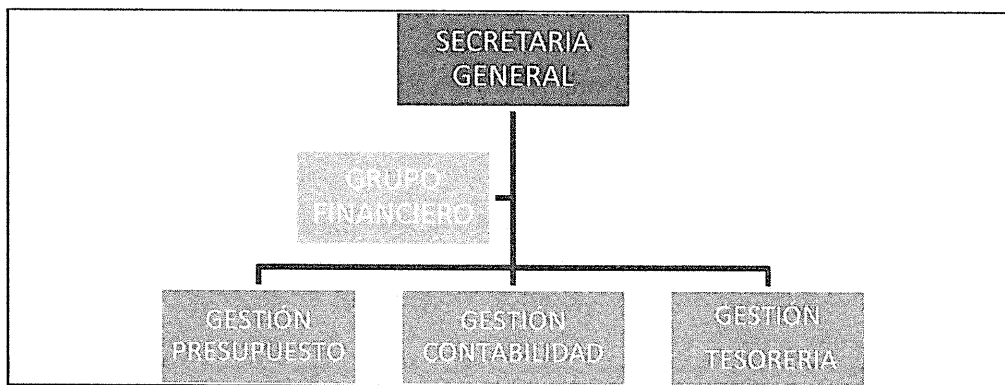 SECRETARIA
GENERAL
GRUPO
FINANCIERO
GESTIÓN
PRESUPUESTO
GESTIÓN
CONTABILIDAD
GESTIÓN
TESORERIA